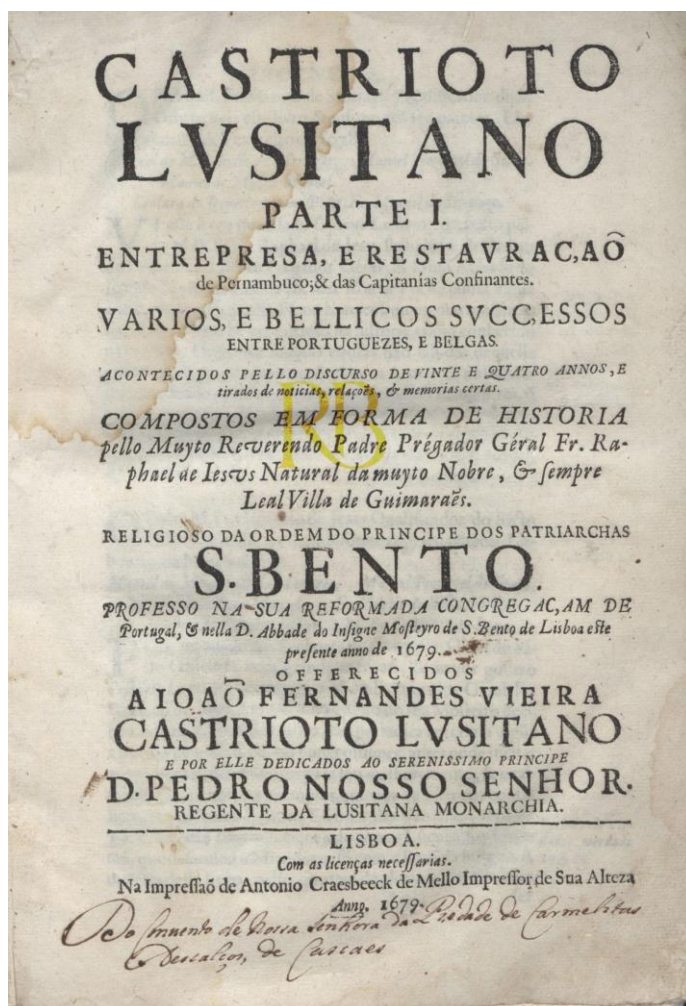 CASTRIOTO
LVSITANO
PARTE I.
ENTREPRESA, E RESTAVRAC,AÕ
de Pernambuco; & das Capitanías Confinantes.
VARIOS, E BELLICOS SVCCESSOS
ENTRE PORTUGUEZES, E BELGAS.
ACONTECIDOS PELLO DISCURSO DE VINTE E QUATRO ANNOS, E
tirados de noticias, relaçoẽs, & memorias certas.
COMPOSTOS EM FORMA DE HISTORIA
pello Muyto Reverendo Padre Prégador Géral Fr. Ra-
phael de Iesvs Natural da muyto Nobre, & ſempre
Leal Villa de Guimaraẽs.
RELIGIOSO DA ORDEM DO PRINCIPE DOS PATRIARCHAS
S. BENTO.
PROFESSO NA SUA REFORMADA CONGREGAC,AM DE
Portugal, & nella D. Abbade do Inſigne Moſteyro de S. Bento de Lisboa eſte
preſente anno de 1679.
OFFERECIDOS
A IOAÕ FERNANDES VIEIRA
CASTRIOTO LVSITANO
E POR ELLE DEDICADOS AO SERENISSIMO PRINCIPE
D. PEDRO NOSSO SENHOR.
REGENTE DA LUSITANA MONARCHIA.
LISBOA.
Com as licenças neceſſarias.
Na Impreſſaõ de Antonio Craesbeeck de Mello Impreſſor de Sua Alteza
Anno. 1679.
Do Convento de Nossa Senhora da Piedade de Carmelitas
Descalços, de Cascaes
RB